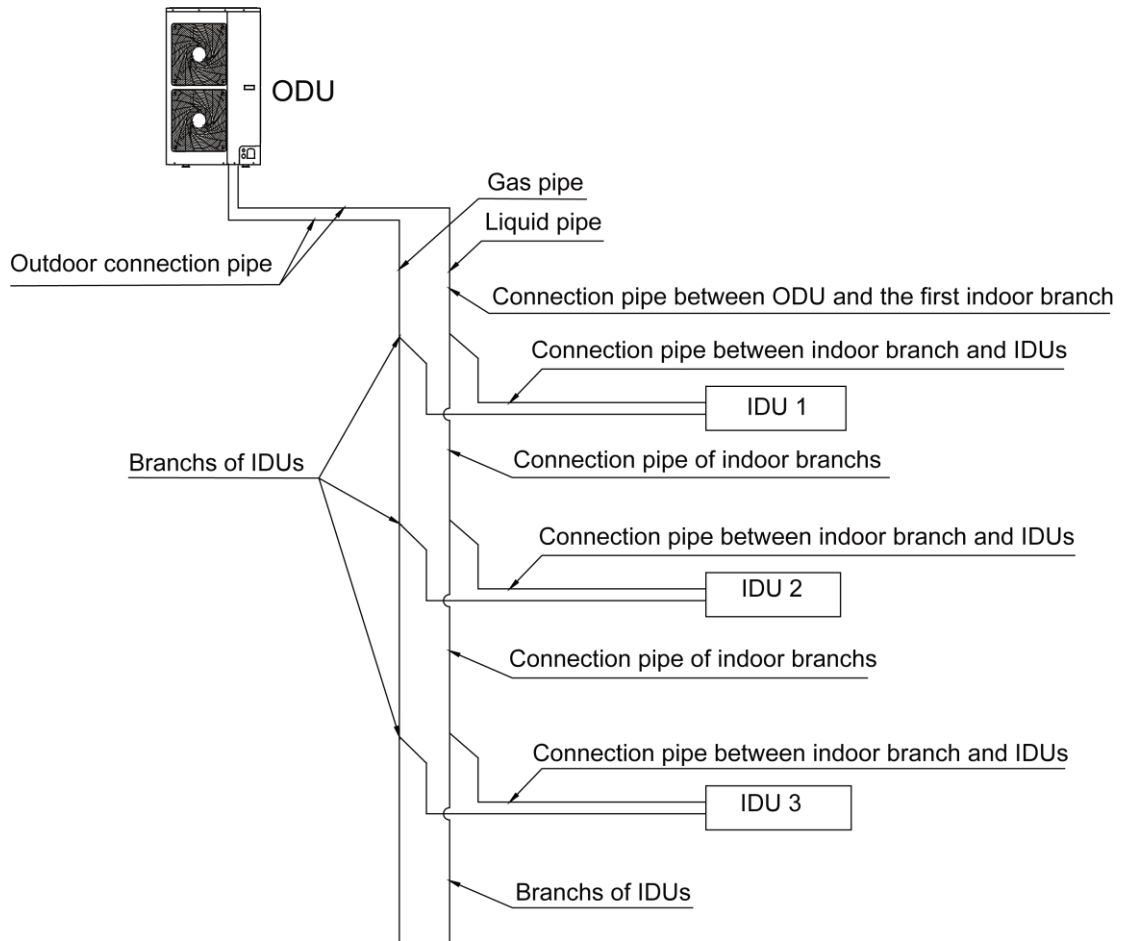 ODU
Gas pipe
Liquid pipe
Outdoor connection pipe
Connection pipe between ODU and the first indoor branch
Connection pipe between indoor branch and IDUs
IDU 1
Branchs of IDUs
Connection pipe of indoor branchs
Connection pipe between indoor branch and IDUs
IDU 2
Connection pipe of indoor branchs
Connection pipe between indoor branch and IDUs
IDU 3
Branchs of IDUs